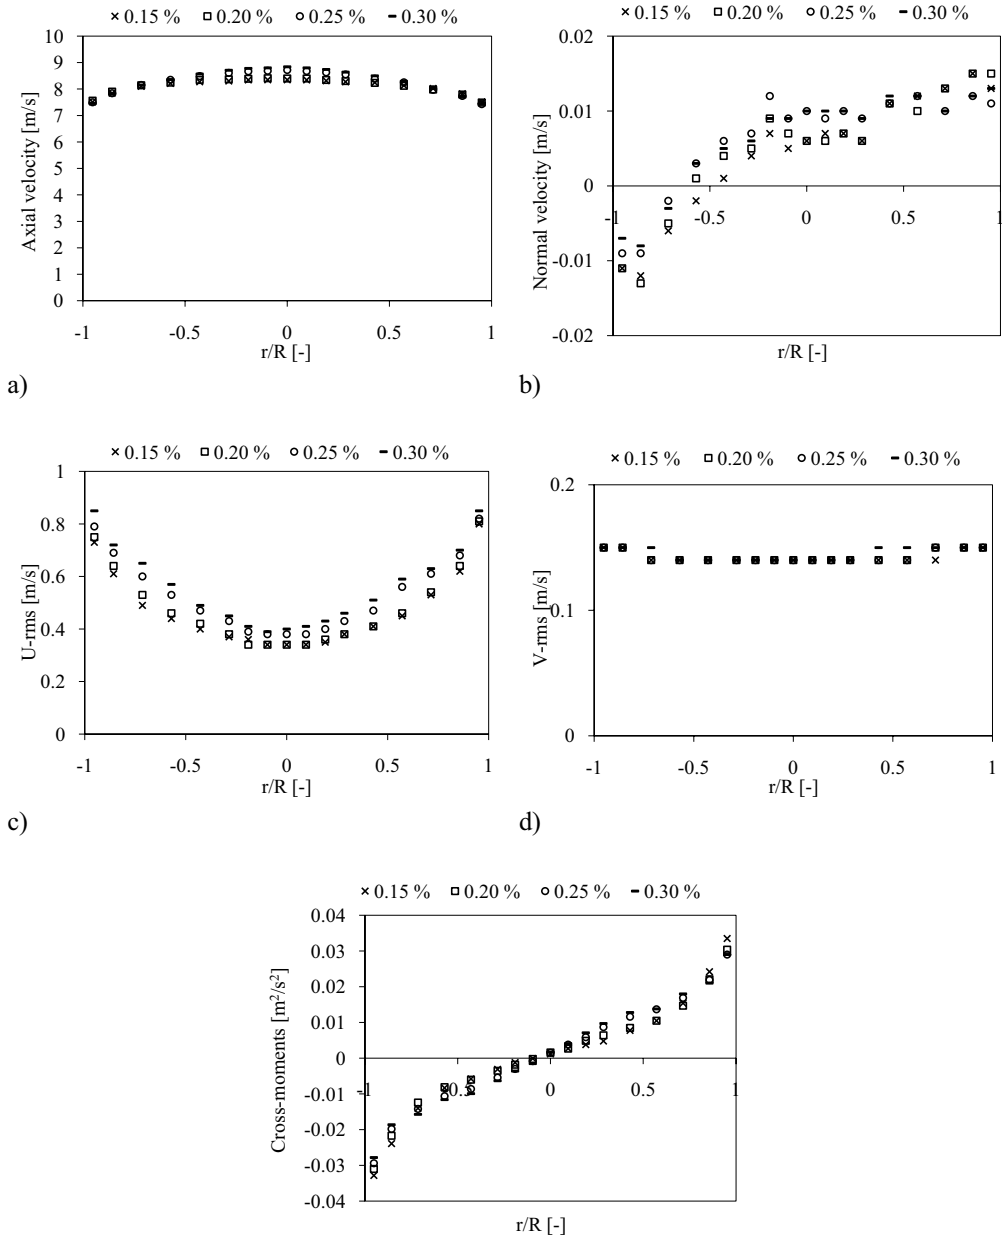 × 0.15 % □ 0.20 % ○ 0.25 % - 0.30 %
Axial velocity [m/s]
10
9
8
7
6
5
4
3
2
1
0
-1 -0.5 0 0.5 1
r/R [-]
a)
× 0.15 % □ 0.20 % ○ 0.25 % - 0.30 %
Normal velocity [m/s]
0.02
0.01
0
-0.01
-0.02
-1 -0.5 0 0.5 1
r/R [-]
b)
× 0.15 % □ 0.20 % ○ 0.25 % - 0.30 %
U-rms [m/s]
1
0.8
0.6
0.4
0.2
0
-1 -0.5 0 0.5 1
r/R [-]
c)
× 0.15 % □ 0.20 % ○ 0.25 % - 0.30 %
V-rms [m/s]
0.2
0.1
0
-1 -0.5 0 0.5 1
r/R [-]
d)
× 0.15 % □ 0.20 % ○ 0.25 % - 0.30 %
Cross-moments [m²/s²]
0.04
0.03
0.02
0.01
0
-0.01
-0.02
-0.03
-0.04
-1 -0.5 0 0.5 1
r/R [-]